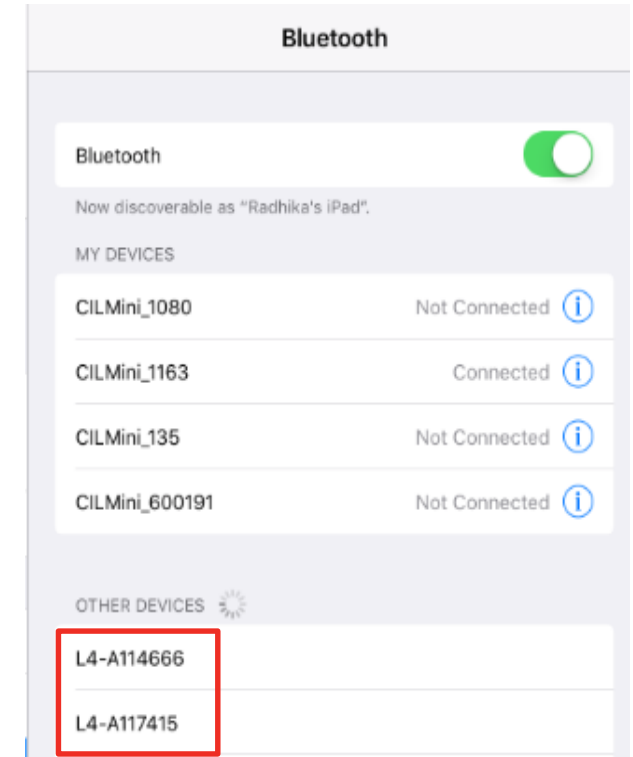 Bluetooth
Bluetooth
Now discoverable as "Radhika's iPad".
MY DEVICES
CILMini_1080 Not Connected i
CILMini_1163 Connected i
CILMini_135 Not Connected i
CILMini_600191 Not Connected i
OTHER DEVICES
L4-A114666
L4-A117415